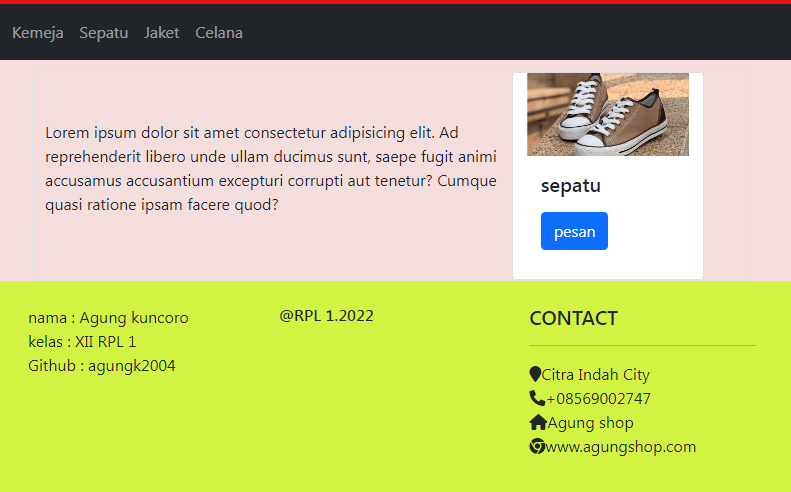 Kemeja Sepatu Jaket Celana
Lorem ipsum dolor sit amet consectetur adipisicing elit. Ad
reprehenderit libero unde ullam ducimus sunt, saepe fugit animi
accusamus accusantium excepturi corrupti aut tenetur? Cumque
quasi ratione ipsam facere quod?
sepatu
pesan
nama : Agung kuncoro
kelas : XII RPL 1
Github : agungk2004
@RPL 1.2022
CONTACT
Citra Indah City
+08569002747
Agung shop
www.agungshop.com